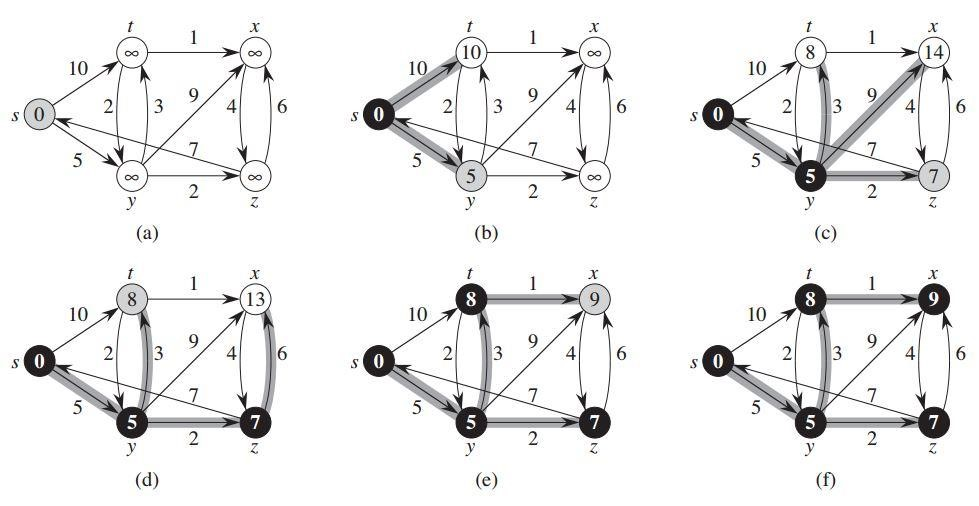 t x t x t x
1 1 1
∞ ∞ 10 ∞ 8 14
10 9 10 9 10 9
s 0 2 3 4 6 s 0 2 3 4 6 s 0 2 3 4 6
5 7 5 7 5 7
∞ ∞ 5 ∞ 5 7
2 2 2
y z y z y z
(a) (b) (c)
t x t x t x
1 1 1
8 13 8 9 8 9
10 9 10 9 10 9
s 0 2 3 4 6 s 0 2 3 4 6 s 0 2 3 4 6
5 7 5 7 5 7
5 7 5 7 5 7
2 2 2
y z y z y z
(d) (e) (f)